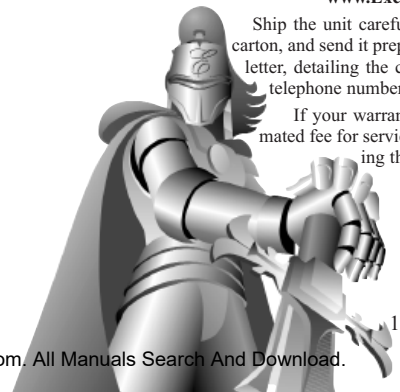 www.Exc
Ship the unit carefu
carton, and send it prep
letter, detailing the c
telephone number
If your warran
mated fee for servic
ing th
1
om. All Manuals Search And Download.